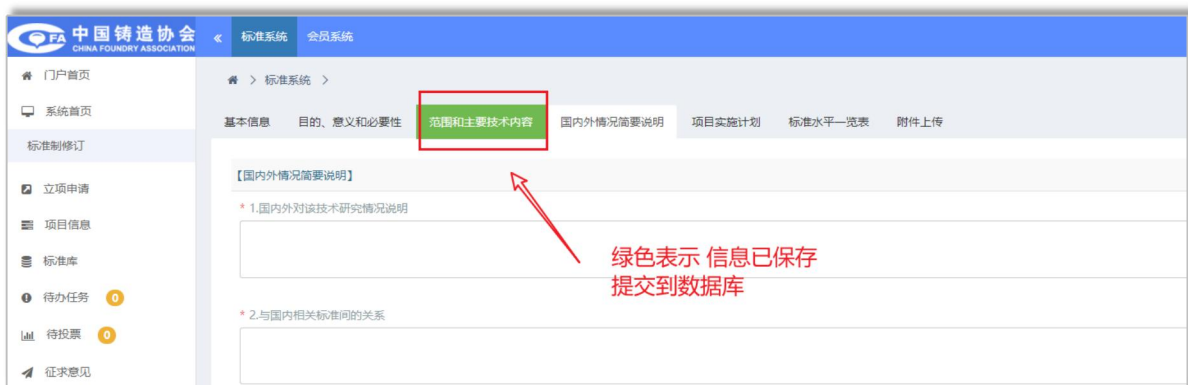 FA 中国铸造协会
CHINA FOUNDRY ASSOCIATION
« 标准系统 会员系统
门户首页
系统首页
标准制修订
立项申请
项目信息
标准库
待办任务 0
待投票 0
征求意见
> 标准系统 >
基本信息 目的、意义和必要性 范围和主要技术内容 国内外情况简要说明 项目实施计划 标准水平一览表 附件上传
【国内外情况简要说明】
* 1.国内外对该技术研究情况说明
绿色表示 信息已保存
提交到数据库
* 2.与国内相关标准间的关系